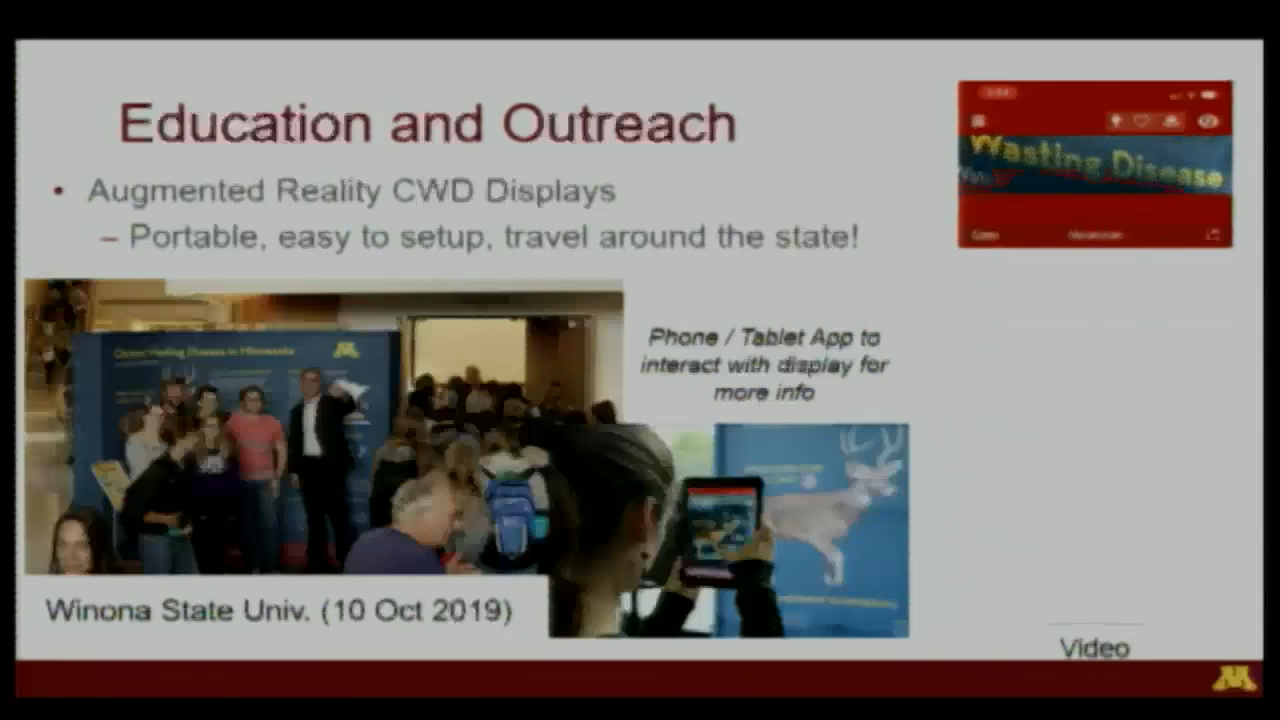 Education and Outreach
• Augmented Reality CWD Displays
– Portable, easy to setup, travel around the state!
Wasting Disease
Chronic Wasting Disease in Minnesota
M
Phone / Tablet App to
interact with display for
more info
Winona State Univ. (10 Oct 2019)
Video
M